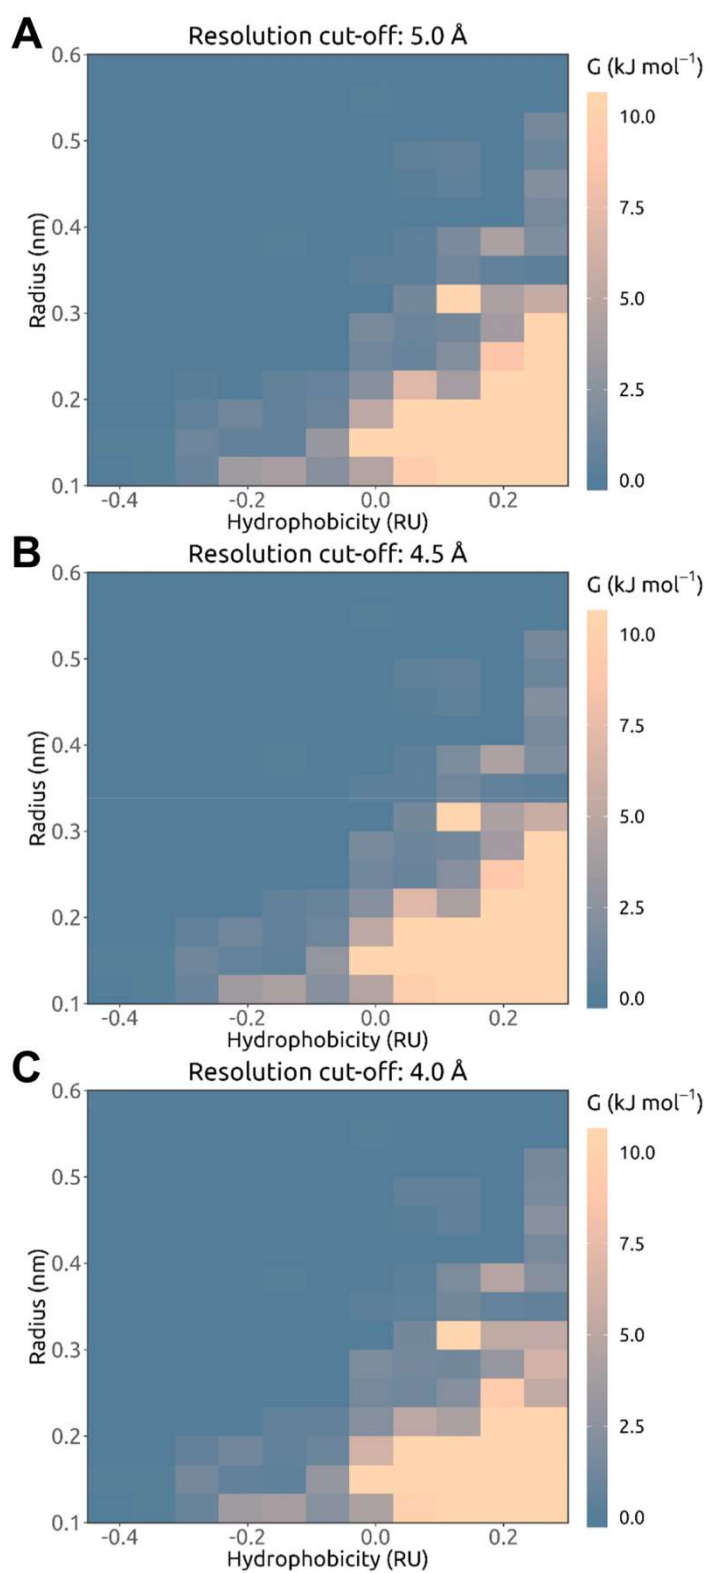 A
Resolution cut-off: 5.0 Å
G (kJ mol⁻¹)
0.6
0.5
0.4
0.3
0.2
0.1
Radius (nm)
10.0
7.5
5.0
2.5
0.0
-0.4 -0.2 0.0 0.2
Hydrophobicity (RU)
B
Resolution cut-off: 4.5 Å
G (kJ mol⁻¹)
0.6
0.5
0.4
0.3
0.2
0.1
Radius (nm)
10.0
7.5
5.0
2.5
0.0
-0.4 -0.2 0.0 0.2
Hydrophobicity (RU)
C
Resolution cut-off: 4.0 Å
G (kJ mol⁻¹)
0.6
0.5
0.4
0.3
0.2
0.1
Radius (nm)
10.0
7.5
5.0
2.5
0.0
-0.4 -0.2 0.0 0.2
Hydrophobicity (RU)